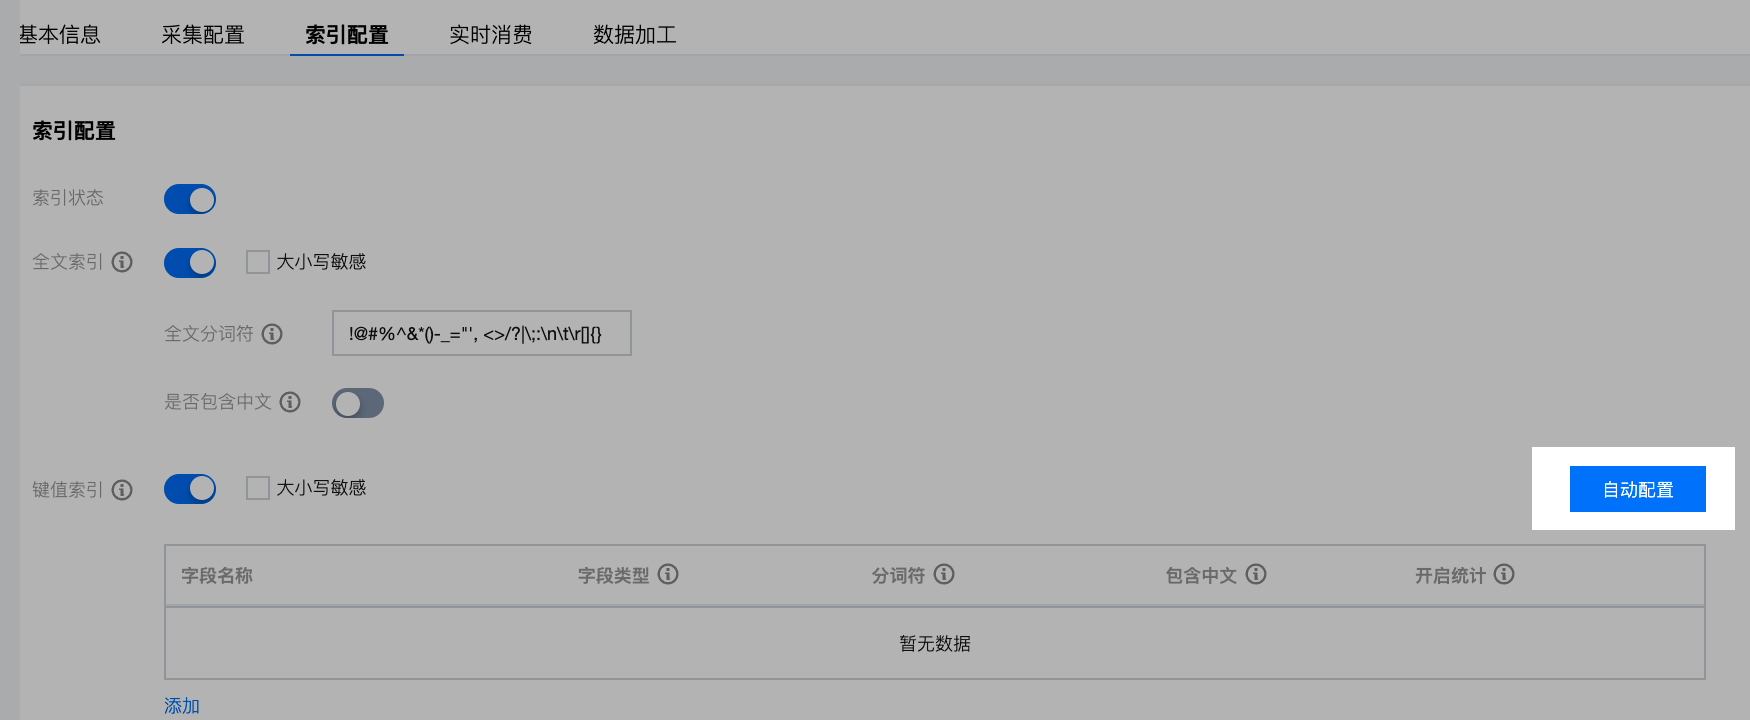 基本信息 采集配置 索引配置 实时消费 数据加工
索引配置
索引状态
全文索引 大小写敏感
全文分词符 !@#%^&*()-_="', <>/?|\;:\n\t\r[]{}
是否包含中文
键值索引 大小写敏感 自动配置
字段名称 字段类型 分词符 包含中文 开启统计
暂无数据
添加